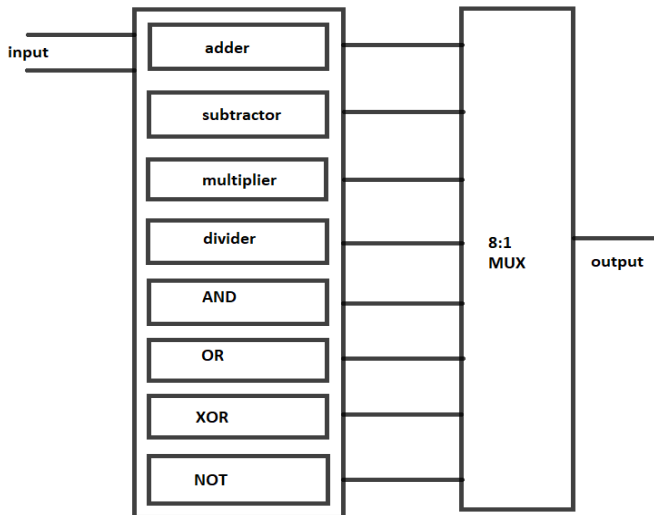 input
adder
subtractor
multiplier
divider
AND
OR
XOR
NOT
8:1
MUX
output